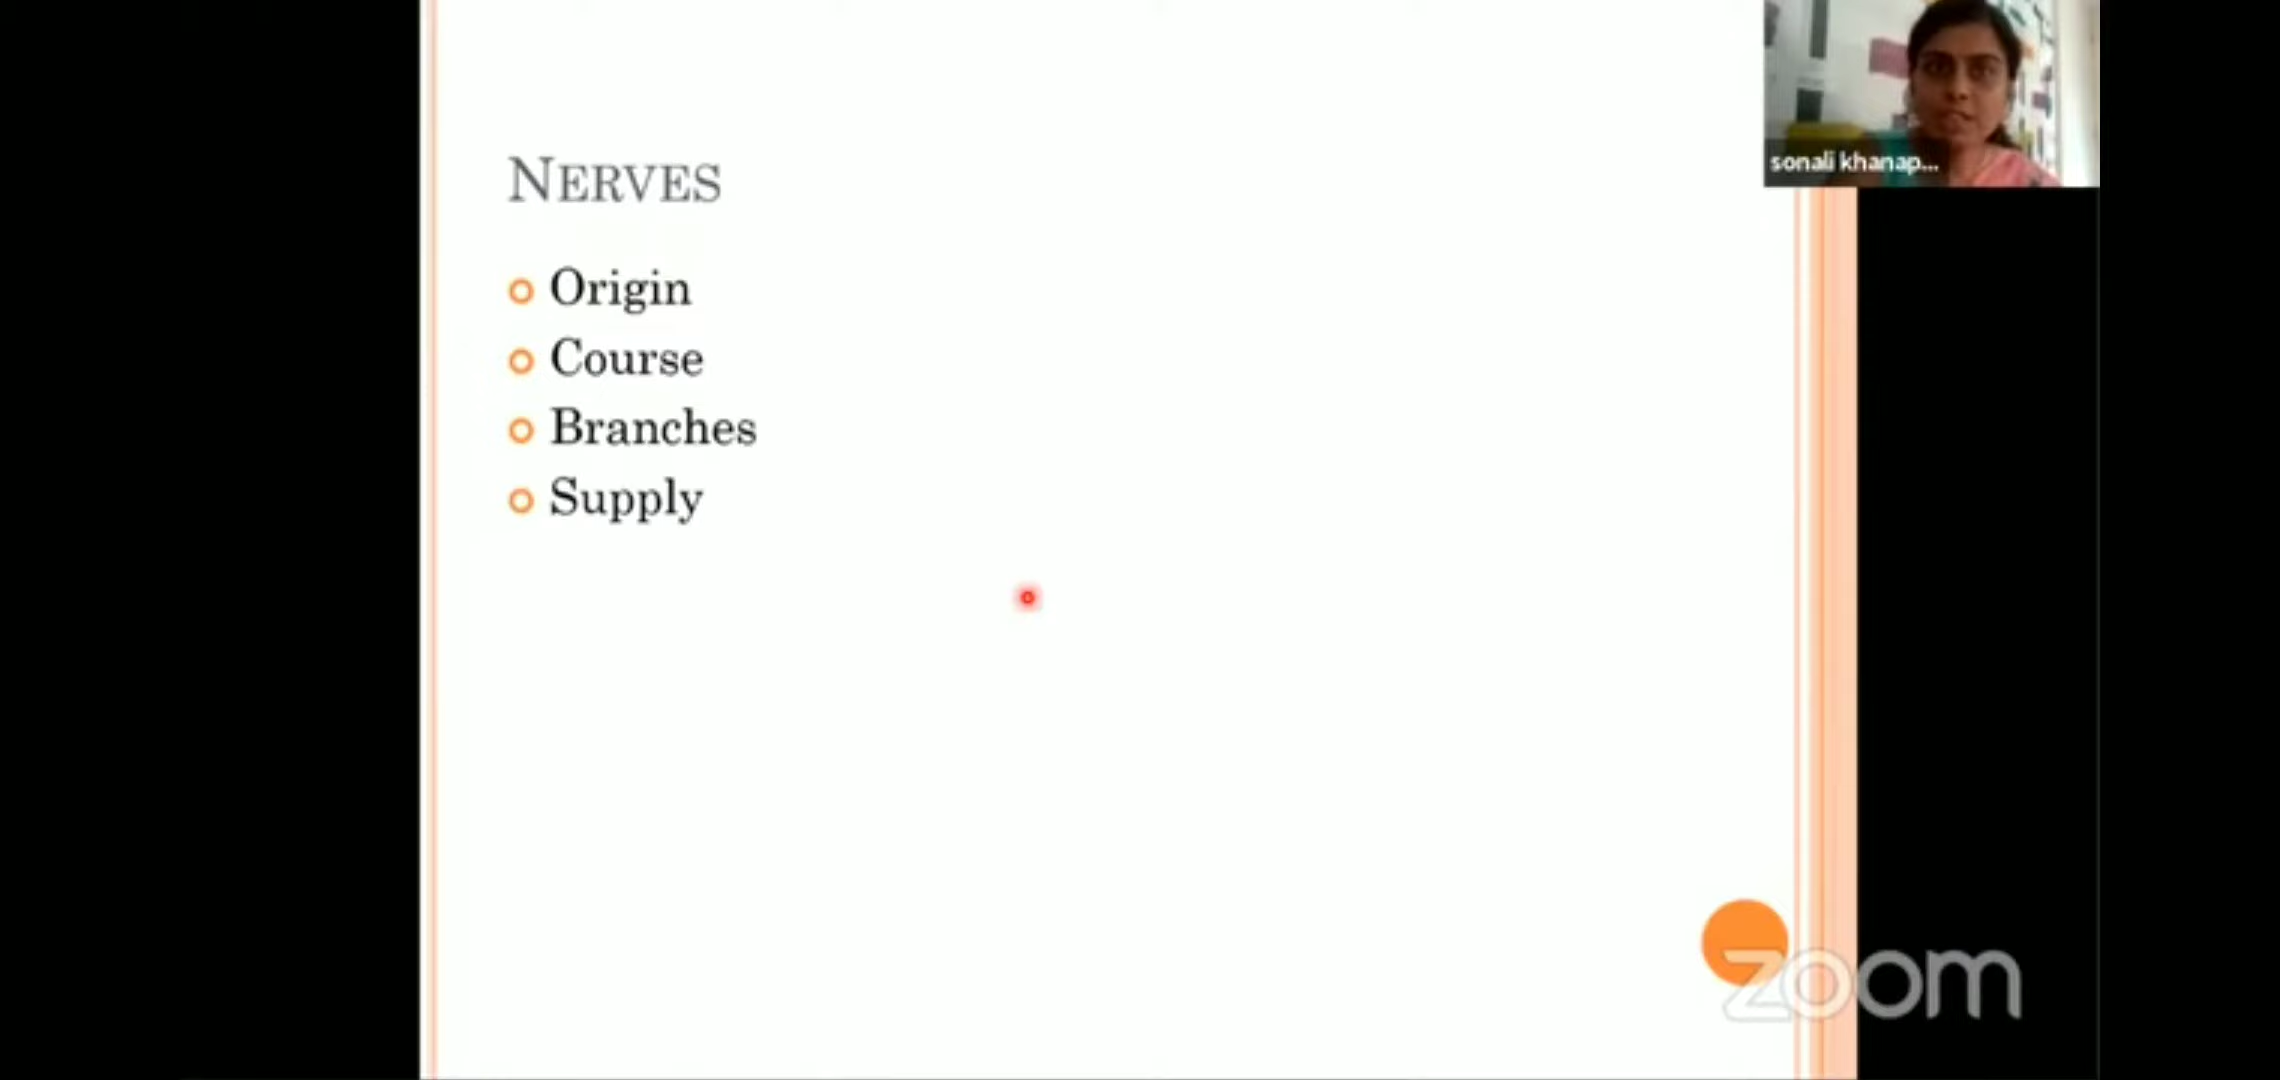 NERVES
Origin
Course
Branches
Supply
sonali khanap...
zoom